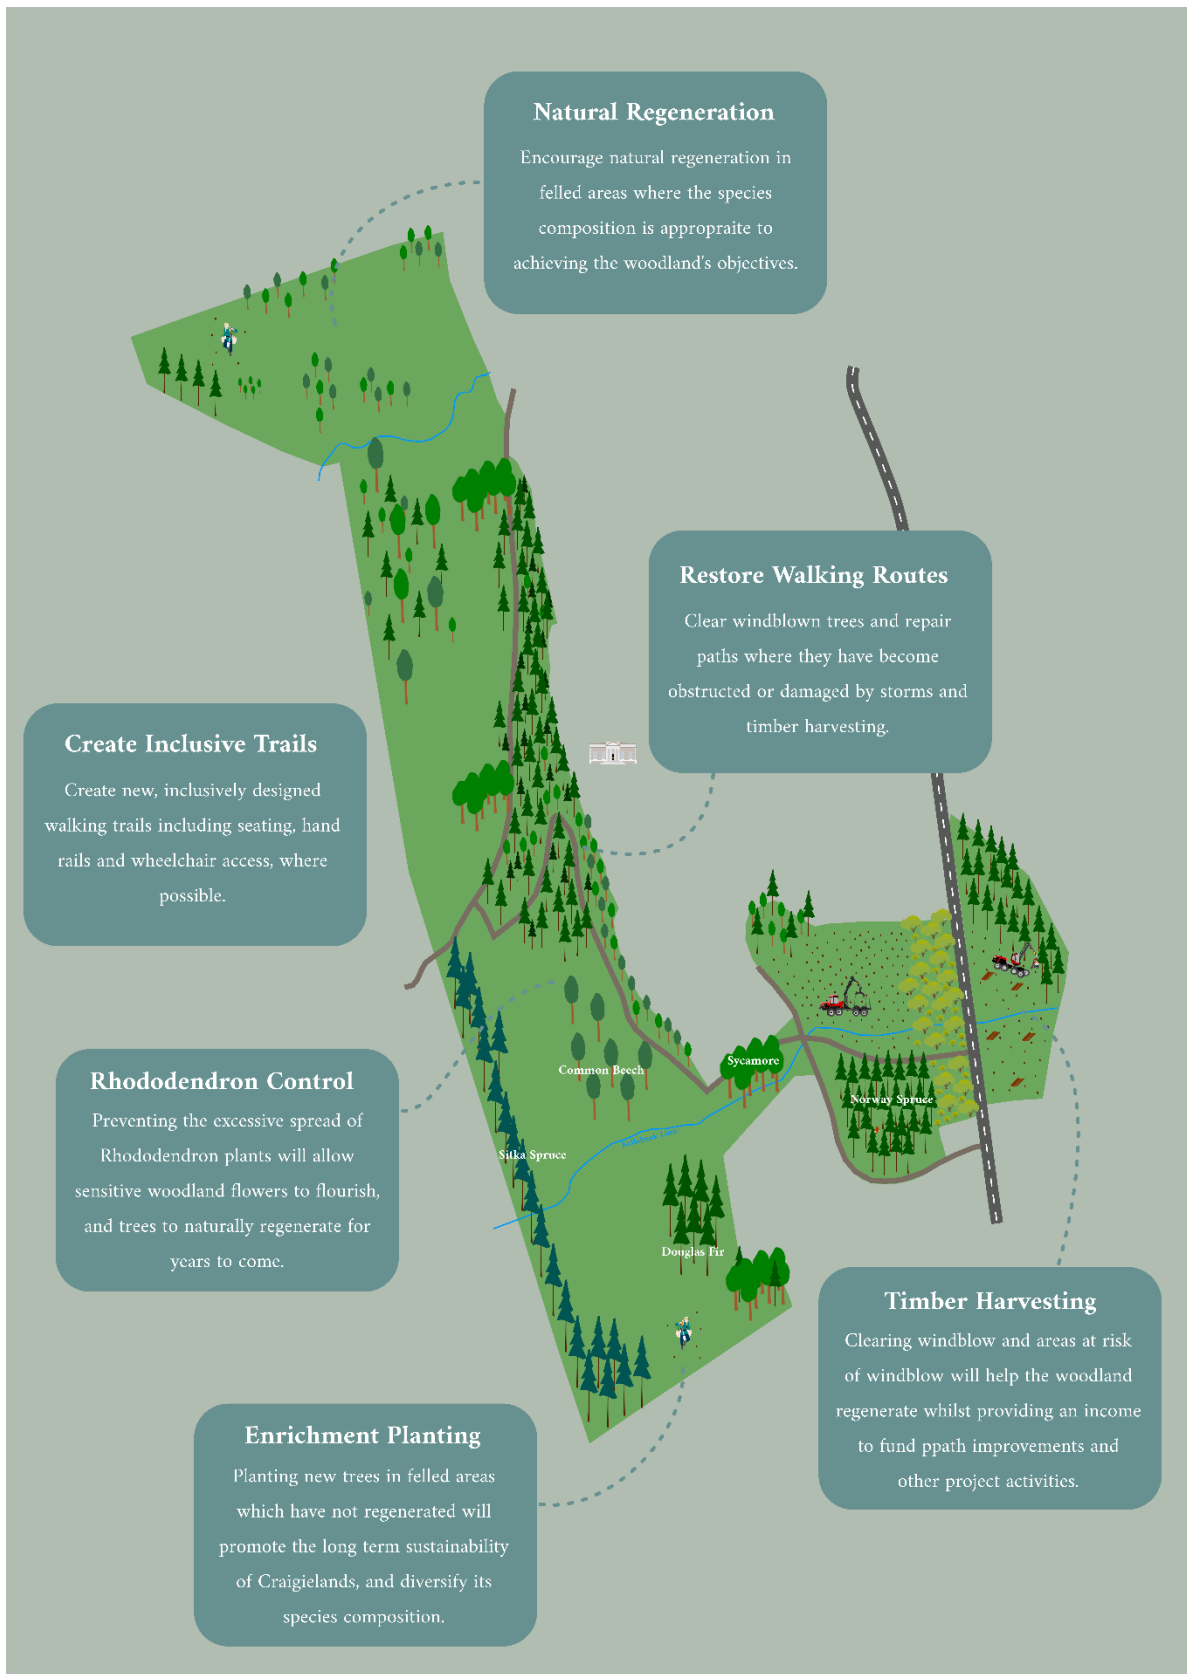 Natural Regeneration
Encourage natural regeneration in
felled areas where the species
composition is appropraite to
achieving the woodland's objectives.
Restore Walking Routes
Clear windblown trees and repair
paths where they have become
obstructed or damaged by storms and
timber harvesting.
Create Inclusive Trails
Create new, inclusively designed
walking trails including seating, hand
rails and wheelchair access, where
possible.
Rhododendron Control
Preventing the excessive spread of
Rhododendron plants will allow
sensitive woodland flowers to flourish,
and trees to naturally regenerate for
years to come.
Common Beech
Sycamore
Norway Spruce
Sitka Spruce
Douglas Fir
Timber Harvesting
Clearing windblow and areas at risk
of windblow will help the woodland
regenerate whilst providing an income
to fund ppath improvements and
other project activities.
Enrichment Planting
Planting new trees in felled areas
which have not regenerated will
promote the long term sustainability
of Craigielands, and diversify its
species composition.